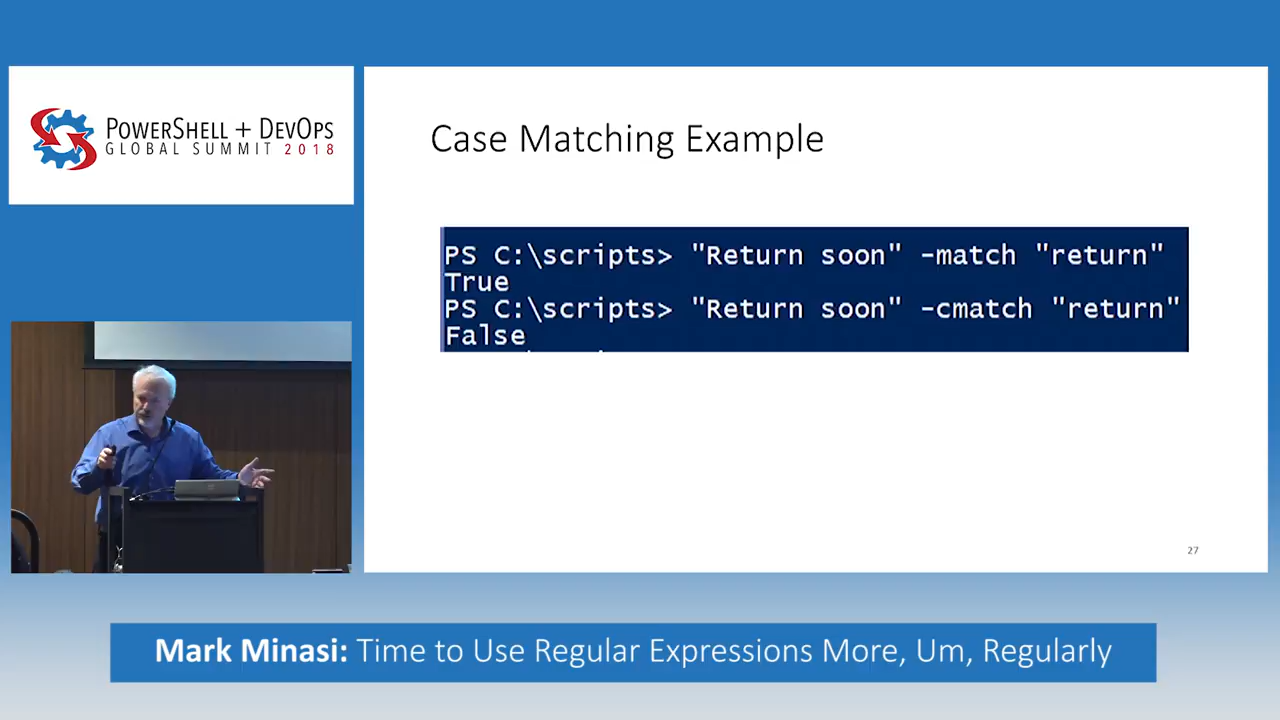 POWERSHELL + DEVOPS
GLOBAL SUMMIT 2018
Case Matching Example
PS C:\scripts> "Return soon" -match "return"
True
PS C:\scripts> "Return soon" -cmatch "return"
False
27
Mark Minasi: Time to Use Regular Expressions More, Um, Regularly